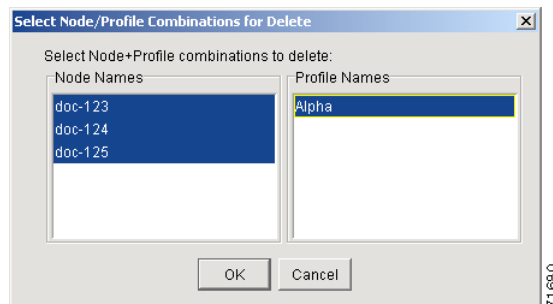 Select Node/Profile Combinations for Delete
Select Node+Profile combinations to delete:
Node Names
Profile Names
doc-123
doc-124
doc-125
Alpha
OK
Cancel